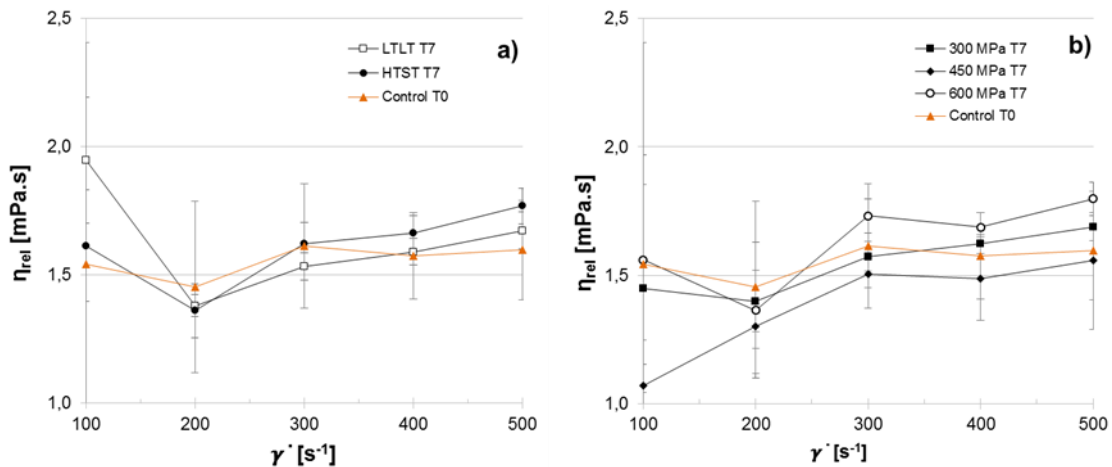 2,5
2,0
1,5
1,0
ηrel [mPa.s]
a)
LTLT T7
HTST T7
Control T0
100 200 300 400 500
γ˙ [s⁻¹]
2,5
2,0
1,5
1,0
ηrel [mPa.s]
b)
300 MPa T7
450 MPa T7
600 MPa T7
Control T0
100 200 300 400 500
γ˙ [s⁻¹]